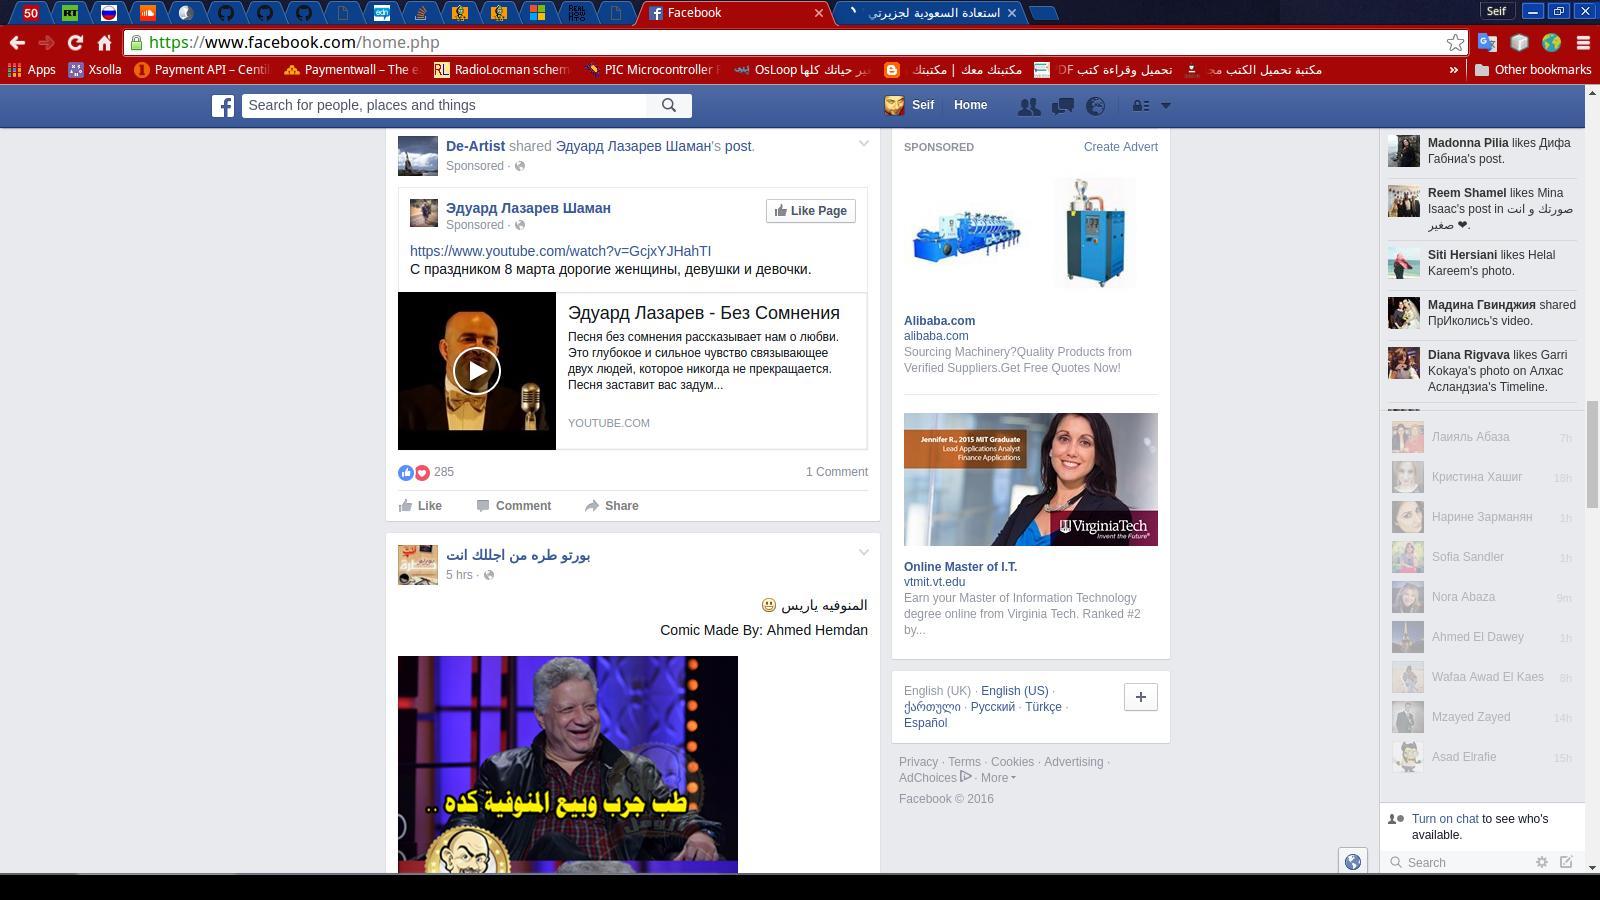 50
RT
edn
Facebook
استعادة السعودية لجزيرتي
Seif
https://www.facebook.com/home.php
Apps
Xsolla
Payment API – Centi
Paymentwall – The e
RL RadioLocman schem
PIC Microcontroller
OsLoop غير حياتك كلها
مكتبتك معك | مكتبتك
تحميل وقراءة كتب DF
مكتبة تحميل الكتب مج
»
Other bookmarks
Search for people, places and things
Seif
Home
De-Artist shared Эдуард Лазарев Шаман's post.
Sponsored ·
Эдуард Лазарев Шаман
Sponsored ·
Like Page
https://www.youtube.com/watch?v=GcjxYJHahTI
С праздником 8 марта дорогие женщины, девушки и девочки.
Эдуард Лазарев - Без Сомнения
Песня без сомнения рассказывает нам о любви.
Это глубокое и сильное чувство связывающее
двух людей, которое никогда не прекращается.
Песня заставит вас задум...
YOUTUBE.COM
285
1 Comment
Like
Comment
Share
بورتو طره من اجللك انت
5 hrs ·
المنوفيه ياريس 😃
Comic Made By: Ahmed Hemdan
طب جرب وبيع المنوفية كده ..
SPONSORED
Create Advert
Alibaba.com
alibaba.com
Sourcing Machinery?Quality Products from
Verified Suppliers.Get Free Quotes Now!
Jennifer R., 2015 MIT Graduate
Lead Applications Analyst
Finance Applications
VirginiaTech
Invent the Future®
Online Master of I.T.
vtmit.vt.edu
Earn your Master of Information Technology
degree online from Virginia Tech. Ranked #2
by...
English (UK) · English (US) ·
ქართული · Русский · Türkçe ·
Español
+
Privacy · Terms · Cookies · Advertising ·
AdChoices · More
Facebook © 2016
Madonna Pilia likes Дифа
Габниа's post.
Reem Shamel likes Mina
Isaac's post in صورتك و انت
صغير ❤.
Siti Hersiani likes Helal
Kareem's photo.
Мадина Гвинджия shared
ПрИколись's video.
Diana Rigvava likes Garri
Kokaya's photo on Алхас
Асландзиа's Timeline.
Лаияль Абаза 7h
Кристина Хашиг 18h
Нарине Зарманян 1h
Sofia Sandler 1h
Nora Abaza 9m
Ahmed El Dawey 1h
Wafaa Awad El Kaes 8h
Mzayed Zayed 14h
Asad Elrafie 15h
Turn on chat to see who's
available.
Search